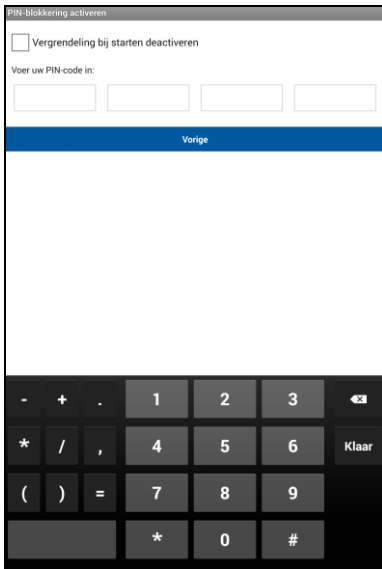 PIN-blokkering activeren
Vergrendeling bij starten deactiveren
Voer uw PIN-code in:
Vorige
- + . 1 2 3
* / , 4 5 6 Klaar
( ) = 7 8 9
* 0 #